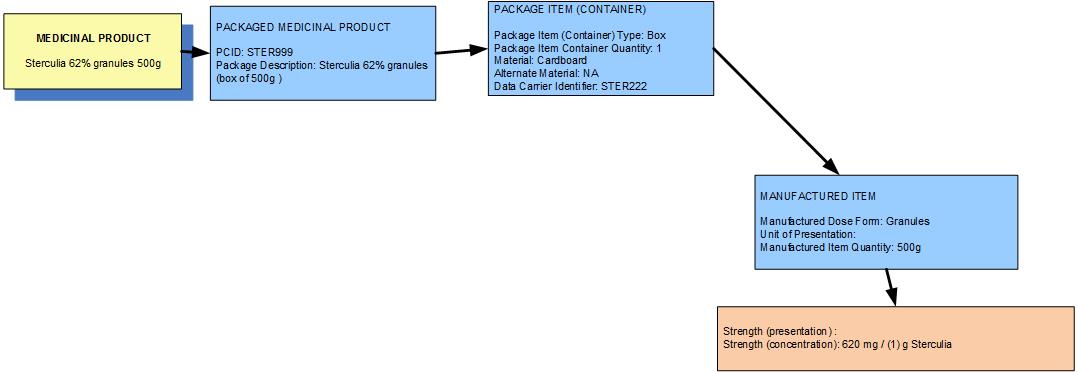 MEDICINAL PRODUCT
Sterculia 62% granules 500g
PACKAGED MEDICINAL PRODUCT
PCID: STER999
Package Description: Sterculia 62% granules
(box of 500g )
PACKAGE ITEM (CONTAINER)
Package Item (Container) Type: Box
Package Item Container Quantity: 1
Material: Cardboard
Alternate Material: NA
Data Carrier Identifier: STER222
MANUFACTURED ITEM
Manufactured Dose Form: Granules
Unit of Presentation:
Manufactured Item Quantity: 500g
Strength (presentation) :
Strength (concentration): 620 mg / (1) g Sterculia